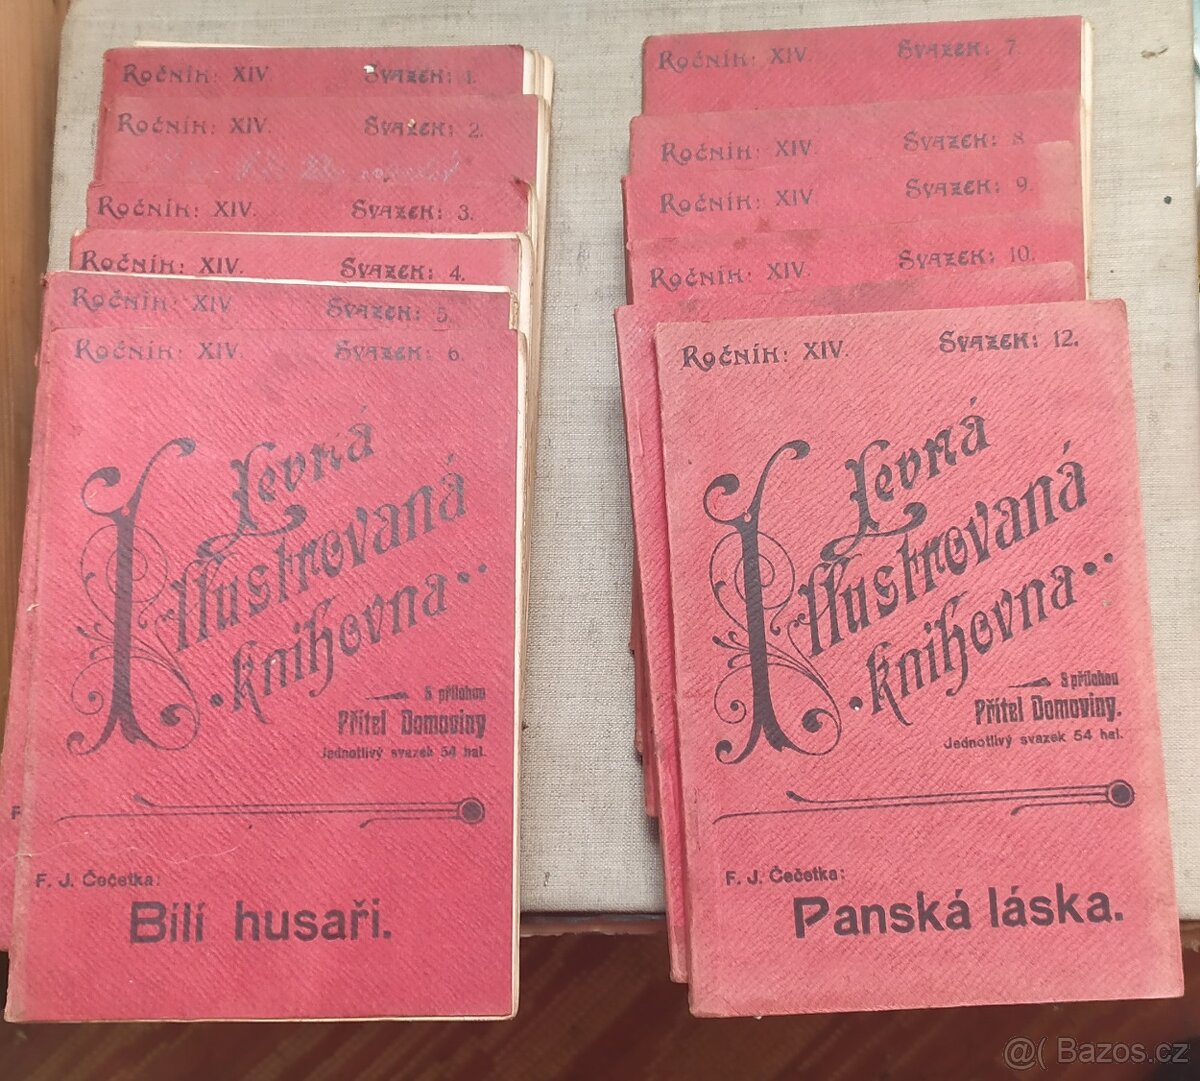 Ročník: XIV. Svazek: 1.
Ročník: XIV. Svazek: 2.
Ročník: XIV. Svazek: 3.
Ročník: XIV. Svazek: 4.
Ročník: XIV Svazek: 5.
Ročník: XIV. Svazek: 6.
Levná
Illustrovaná
knihovna..
S přílohou
Přítel Domoviny
Jednotlivý svazek 54 hal.
F. J. Čečetka:
Bílí husaři.
Ročník: XIV Svazek: 7.
Ročník: XIV. Svazek: 8
Ročník: XIV Svazek: 9.
Ročník: XIV. Svazek: 10.
Ročník: XIV. Svazek: 12.
Levná
Illustrovaná
knihovna..
S přílohou
Přítel Domoviny.
Jednotlivý svazek 54 hal.
F. J. Čečetka:
Panská láska.
@( Bazos.cz